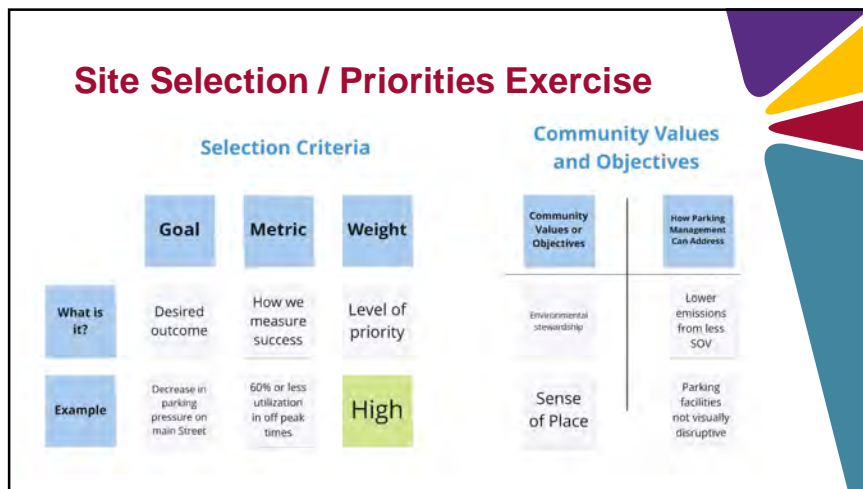 Site Selection / Priorities Exercise
Selection Criteria
Goal
Metric
Weight
What is
it?
Desired
outcome
How we
measure
success
Level of
priority
Example
Decrease in
parking
pressure on
main Street
60% or less
utilization
in off peak
times
High
Community Values
and Objectives
Community
Values or
Objectives
How Parking
Management
Can Address
Environmental
stewardship
Lower
emissions
from less
SOV
Sense
of Place
Parking
facilities
not visually
disruptive